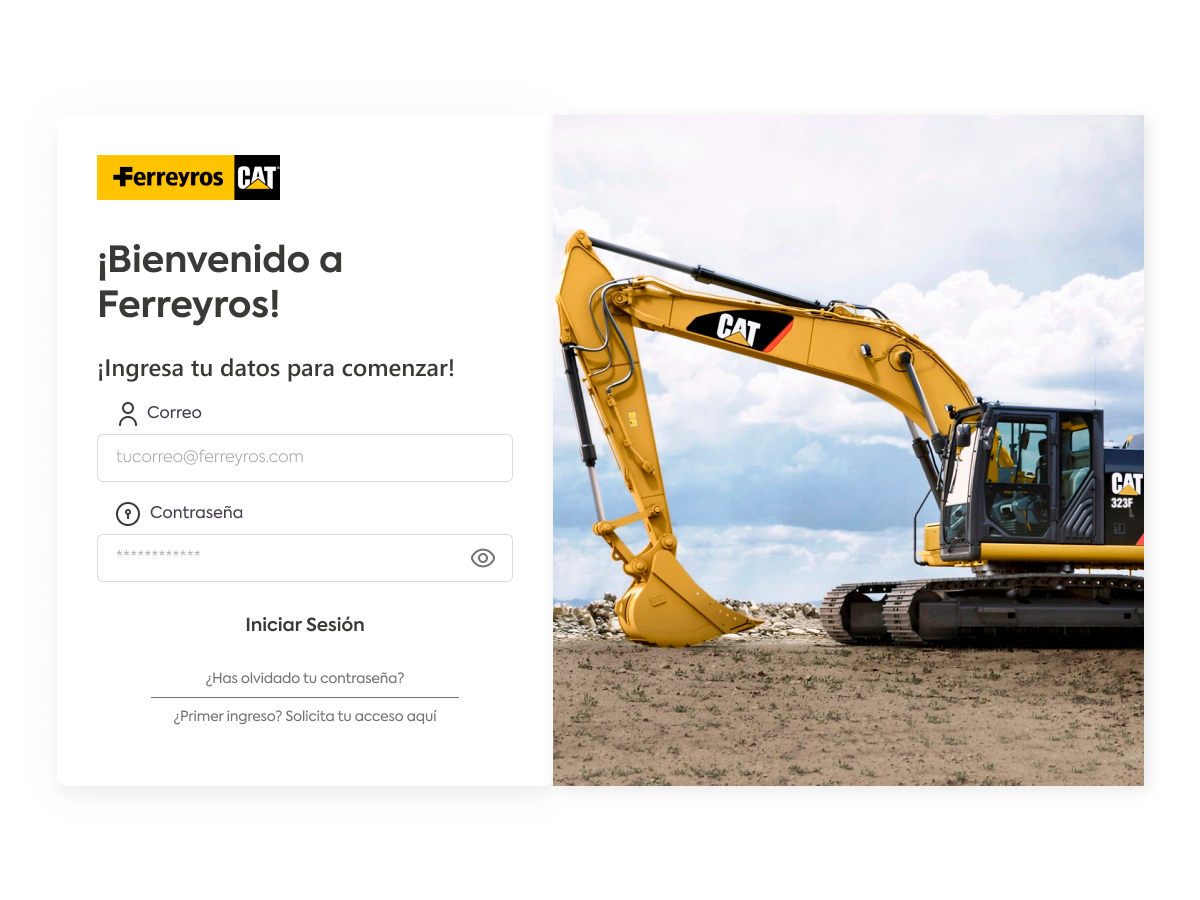 Ferreyros CAT
¡Bienvenido a
Ferreyros!
¡Ingresa tu datos para comenzar!
Correo
tucorreo@ferreyros.com
Contraseña
************
Iniciar Sesión
¿Has olvidado tu contraseña?
¿Primer ingreso? Solicita tu acceso aquí
CAT
CAT
323F